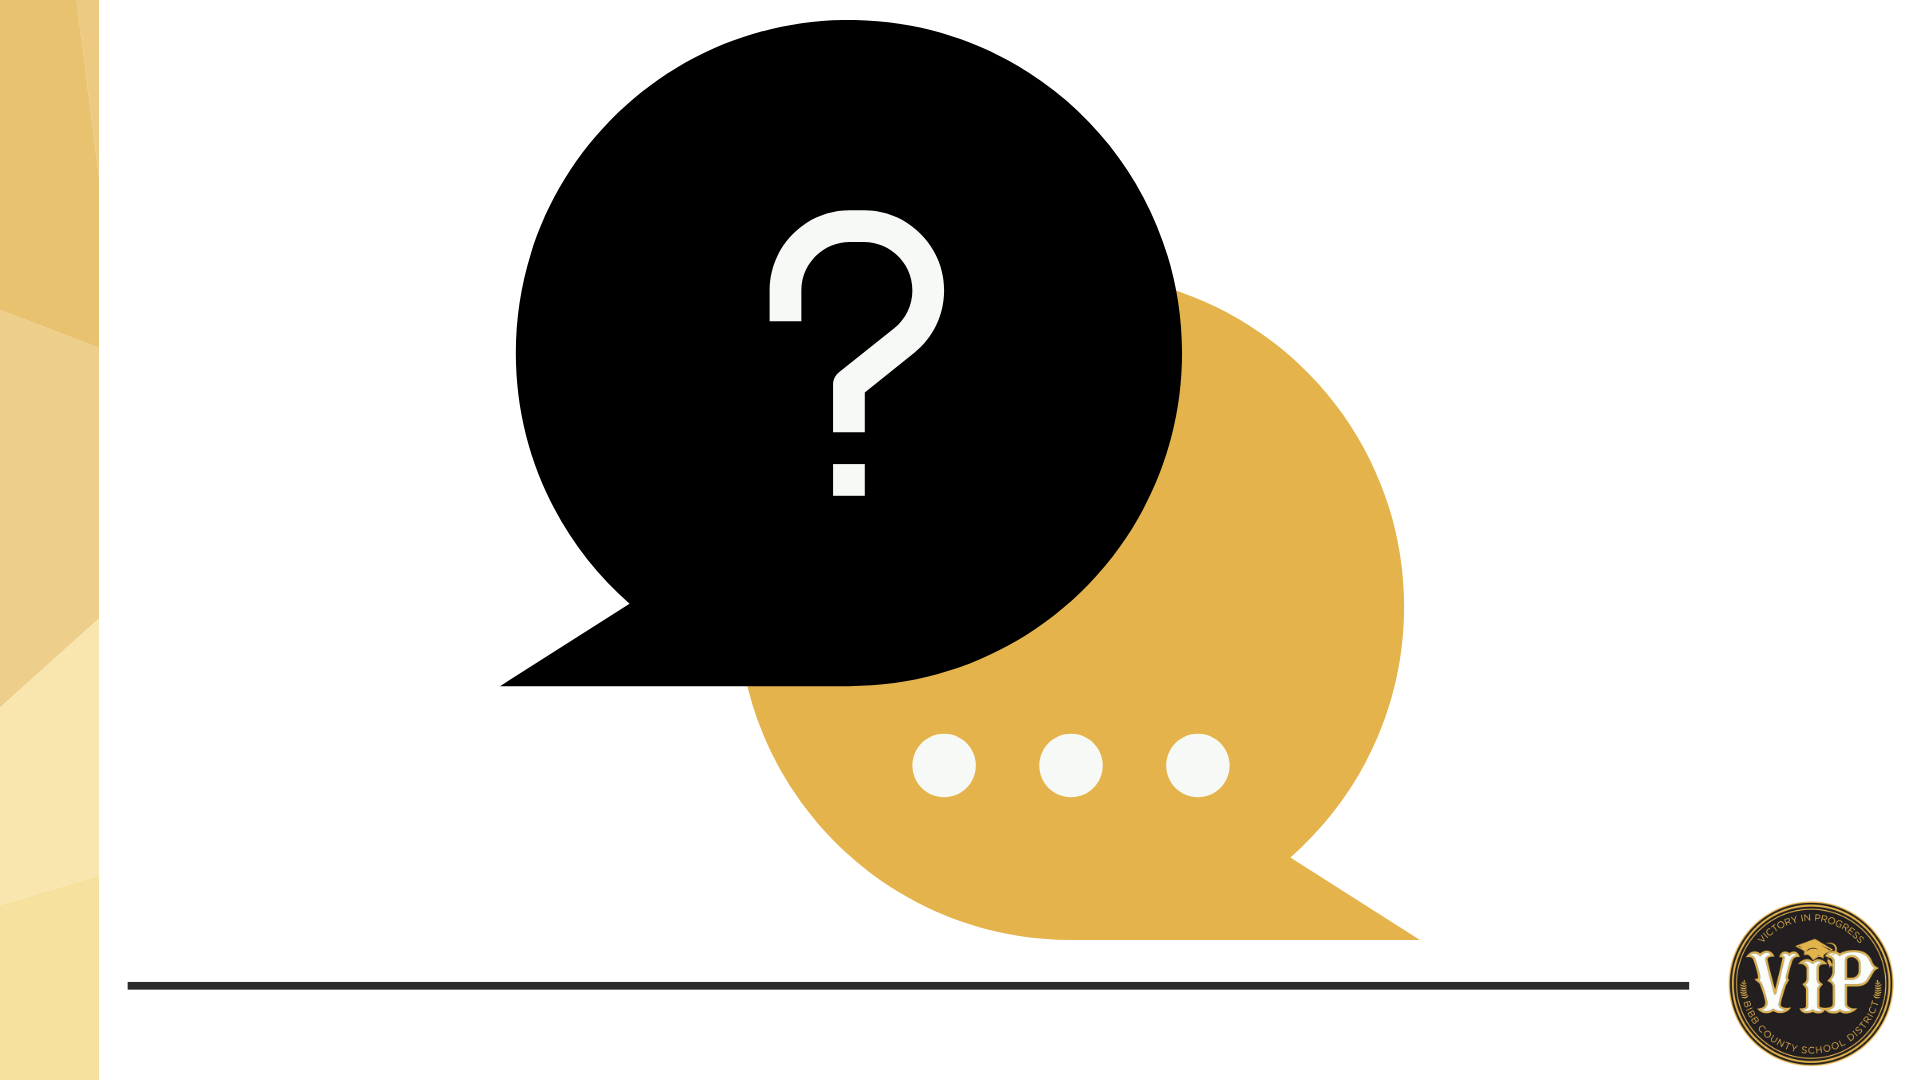 ?
VICTORY IN PROGRESS
VIP
BIBB COUNTY SCHOOL DISTRICT